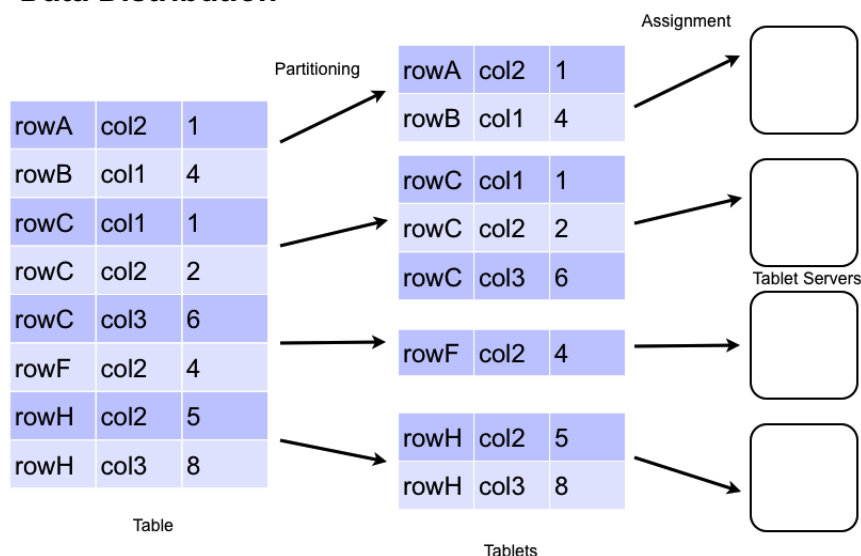 Data Distribution
Assignment
Partitioning
rowA col2 1
rowB col1 4
rowC col1 1
rowC col2 2
rowC col3 6
rowF col2 4
rowH col2 5
rowH col3 8
Table
rowA col2 1
rowB col1 4
rowC col1 1
rowC col2 2
rowC col3 6
rowF col2 4
rowH col2 5
rowH col3 8
Tablets
Tablet Servers